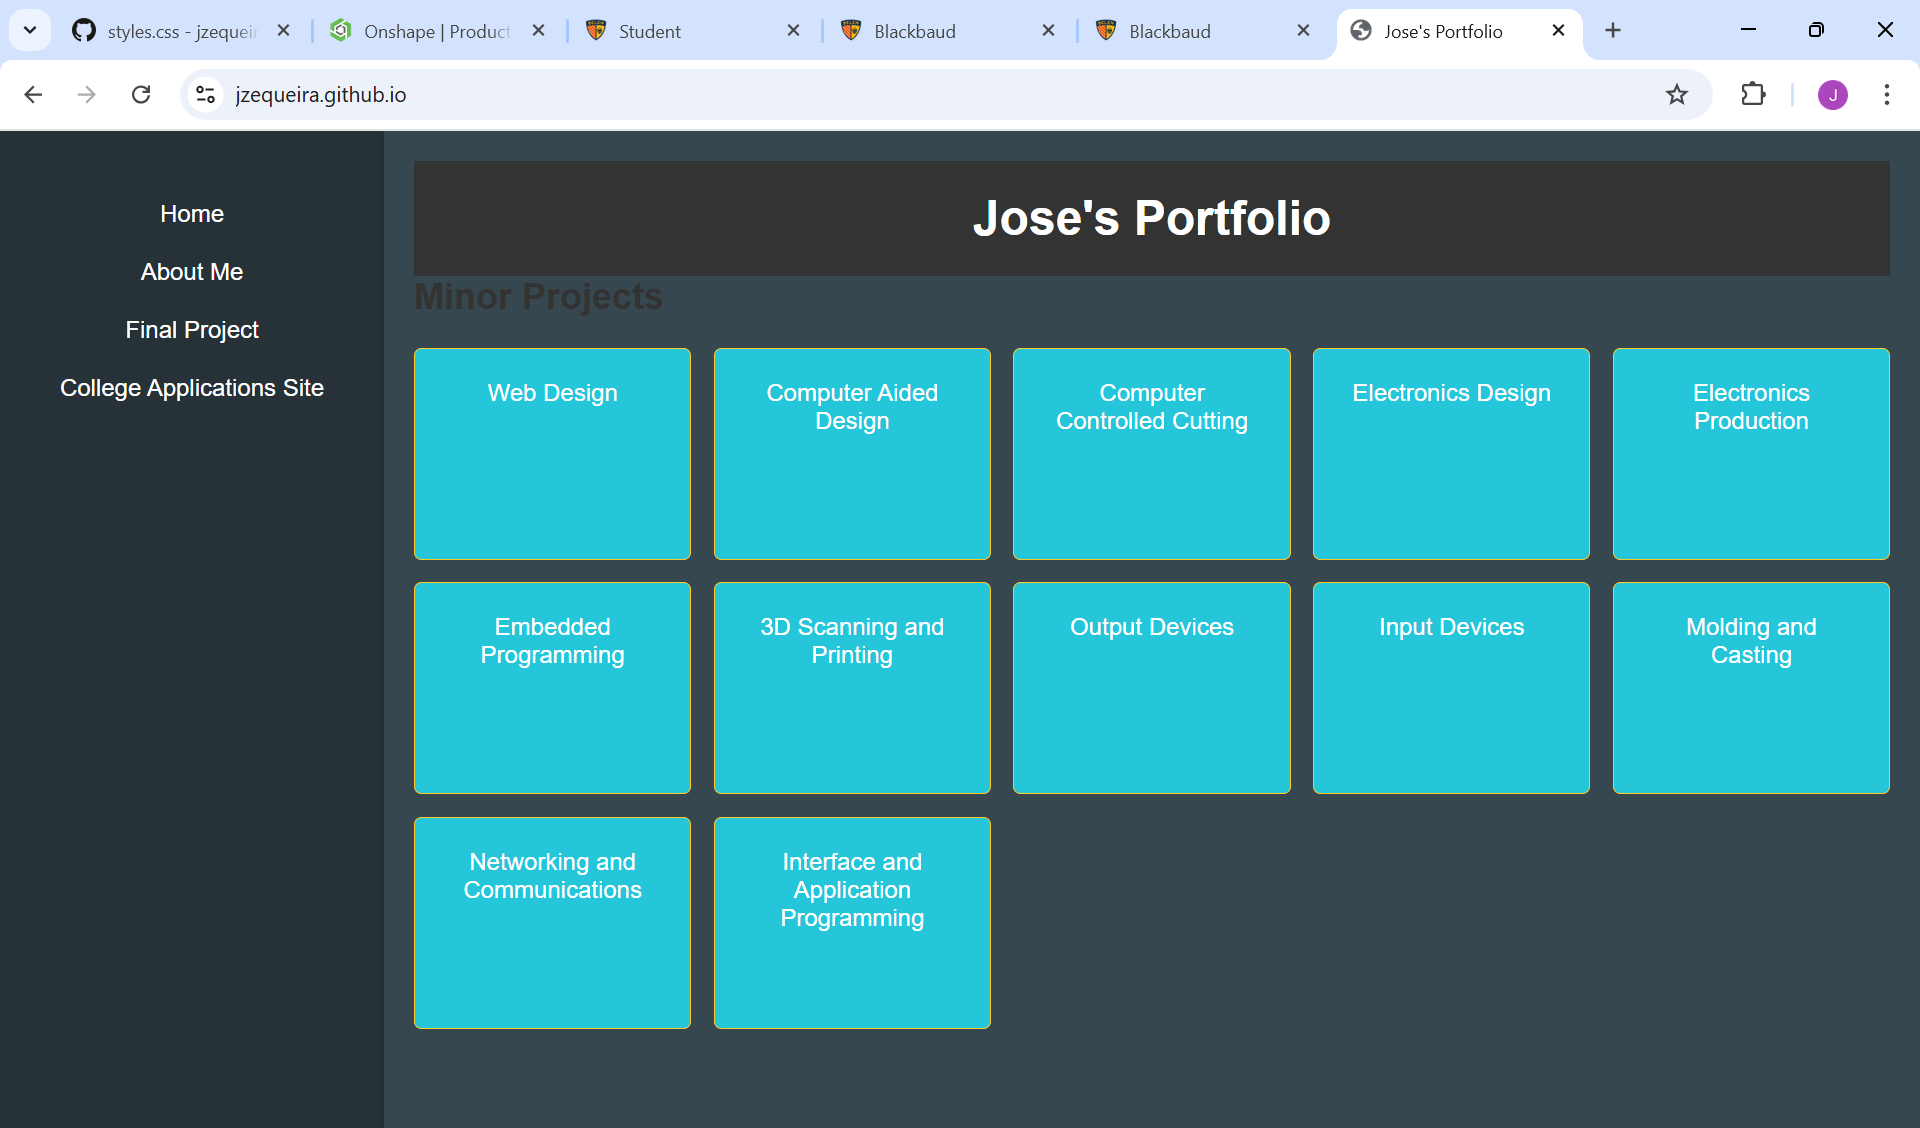 styles.css - jzequei
Onshape | Product
Student
Blackbaud
Blackbaud
Jose's Portfolio
jzequeira.github.io
J
Home
About Me
Final Project
College Applications Site
Jose's Portfolio
Minor Projects
Web Design
Computer Aided
Design
Computer
Controlled Cutting
Electronics Design
Electronics
Production
Embedded
Programming
3D Scanning and
Printing
Output Devices
Input Devices
Molding and
Casting
Networking and
Communications
Interface and
Application
Programming